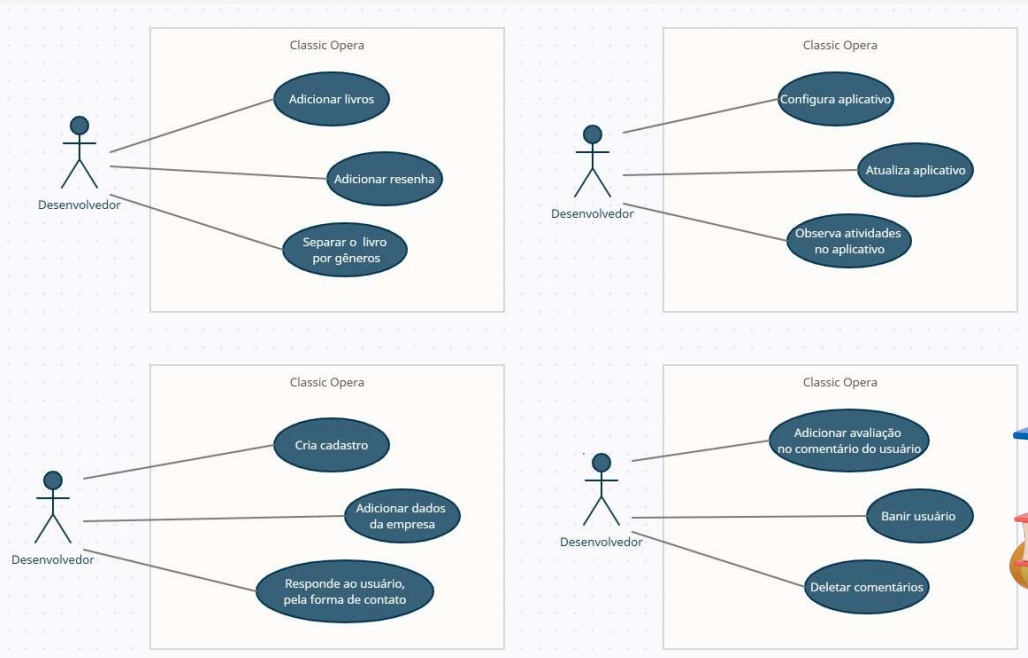 Classic Opera
Adicionar livros
Adicionar resenha
Separar o livro
por gêneros
Desenvolvedor
Classic Opera
Configura aplicativo
Atualiza aplicativo
Observa atividades
no aplicativo
Desenvolvedor
Classic Opera
Cria cadastro
Adicionar dados
da empresa
Responde ao usuário,
pela forma de contato
Desenvolvedor
Classic Opera
Adicionar avaliação
no comentário do usuário
Banir usuário
Deletar comentários
Desenvolvedor